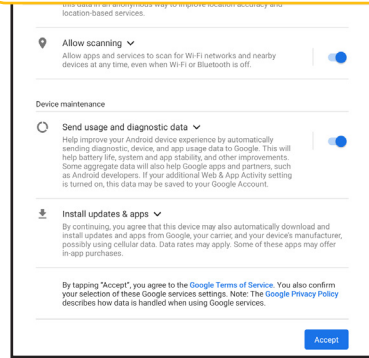 this data in an anonymous way to improve location accuracy and
location-based services.
Allow scanning
Allow apps and services to scan for Wi-Fi networks and nearby
devices at any time, even when Wi-Fi or Bluetooth is off.
Device maintenance
Send usage and diagnostic data
Help improve your Android device experience by automatically
sending diagnostic, device, and app usage data to Google. This will
help battery life, system and app stability, and other improvements.
Some aggregate data will also help Google apps and partners, such
as Android developers. If your additional Web & App Activity setting
is turned on, this data may be saved to your Google Account.
Install updates & apps
By continuing, you agree that this device may also automatically download and
install updates and apps from Google, your carrier, and your device's manufacturer,
possibly using cellular data. Data rates may apply. Some of these apps may offer
in-app purchases.
By tapping "Accept", you agree to the Google Terms of Service. You also confirm
your selection of these Google services settings. Note: The Google Privacy Policy
describes how data is handled when using Google services.
Accept